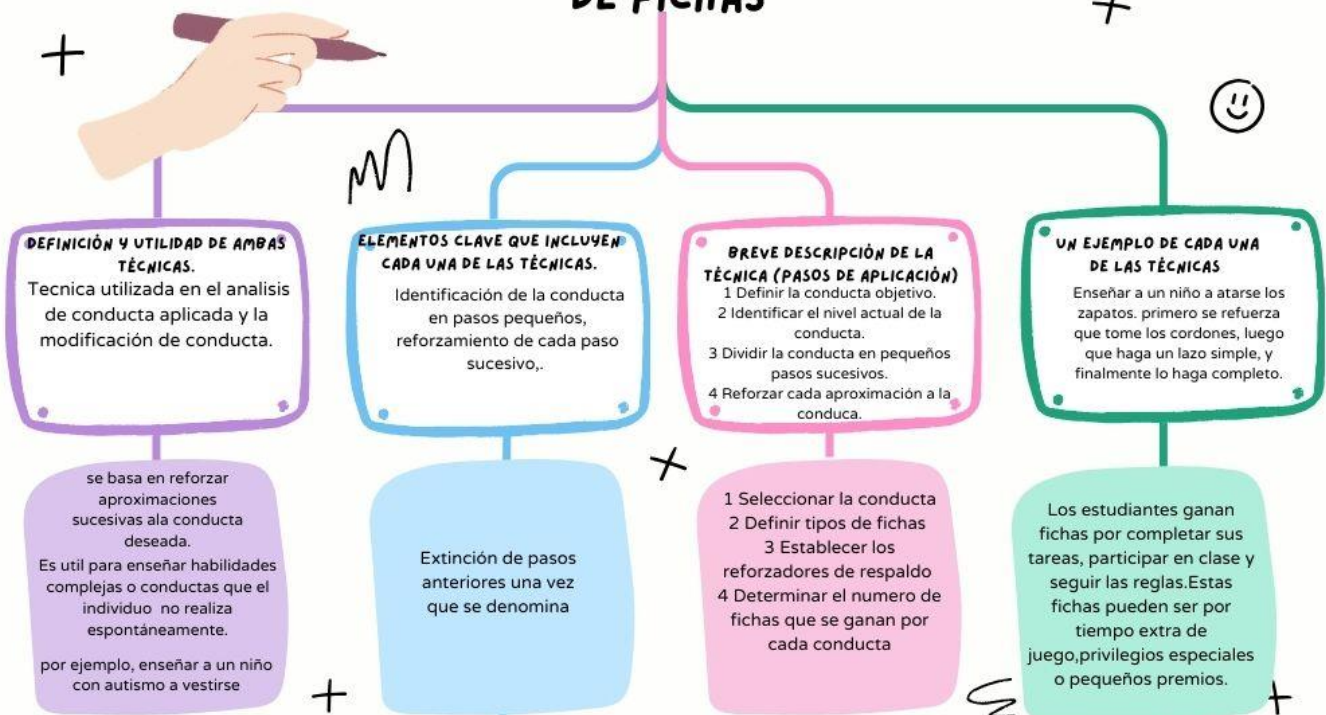 DE FICHAS
DEFINICIÓN Y UTILIDAD DE AMBAS
TÉCNICAS.
Tecnica utilizada en el analisis
de conducta aplicada y la
modificación de conducta.
se basa en reforzar
aproximaciones
sucesivas ala conducta
deseada.
Es util para enseñar habilidades
complejas o conductas que el
individuo no realiza
espontáneamente.
por ejemplo, enseñar a un niño
con autismo a vestirse
ELEMENTOS CLAVE QUE INCLUYEN
CADA UNA DE LAS TÉCNICAS.
Identificación de la conducta
en pasos pequeños,
reforzamiento de cada paso
sucesivo,.
Extinción de pasos
anteriores una vez
que se denomina
BREVE DESCRIPCIÓN DE LA
TÉCNICA (PASOS DE APLICACIÓN)
1 Definir la conducta objetivo.
2 Identificar el nivel actual de la
conducta.
3 Dividir la conducta en pequeños
pasos sucesivos.
4 Reforzar cada aproximación a la
conduca.
1 Seleccionar la conducta
2 Definir tipos de fichas
3 Establecer los
reforzadores de respaldo
4 Determinar el numero de
fichas que se ganan por
cada conducta
UN EJEMPLO DE CADA UNA
DE LAS TÉCNICAS
Enseñar a un niño a atarse los
zapatos. primero se refuerza
que tome los cordones, luego
que haga un lazo simple, y
finalmente lo haga completo.
Los estudiantes ganan
fichas por completar sus
tareas, participar en clase y
seguir las reglas.Estas
fichas pueden ser por
tiempo extra de
juego,privilegios especiales
o pequeños premios.